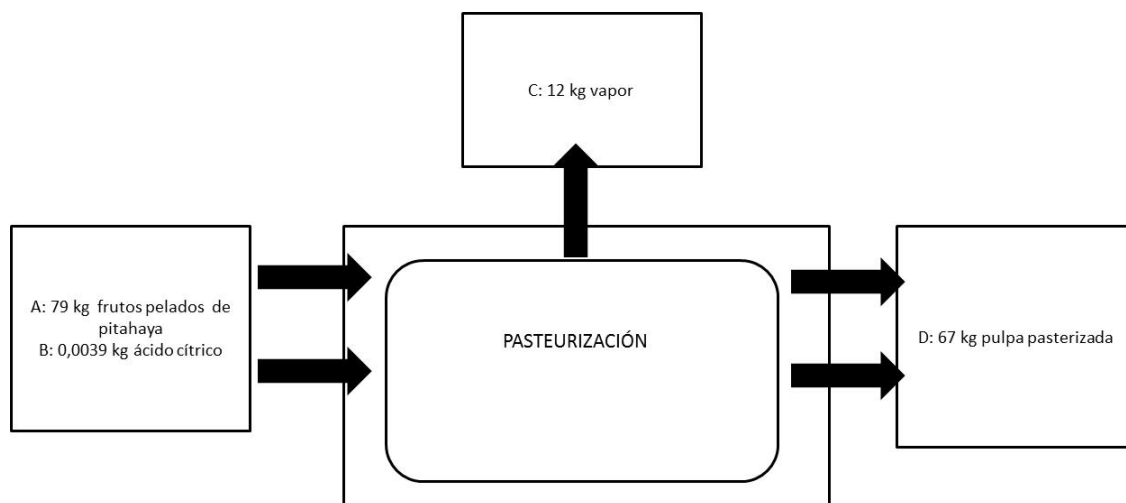 C: 12 kg vapor
A: 79 kg frutos pelados de
pitahaya
B: 0,0039 kg ácido cítrico
PASTEURIZACIÓN
D: 67 kg pulpa pasterizada